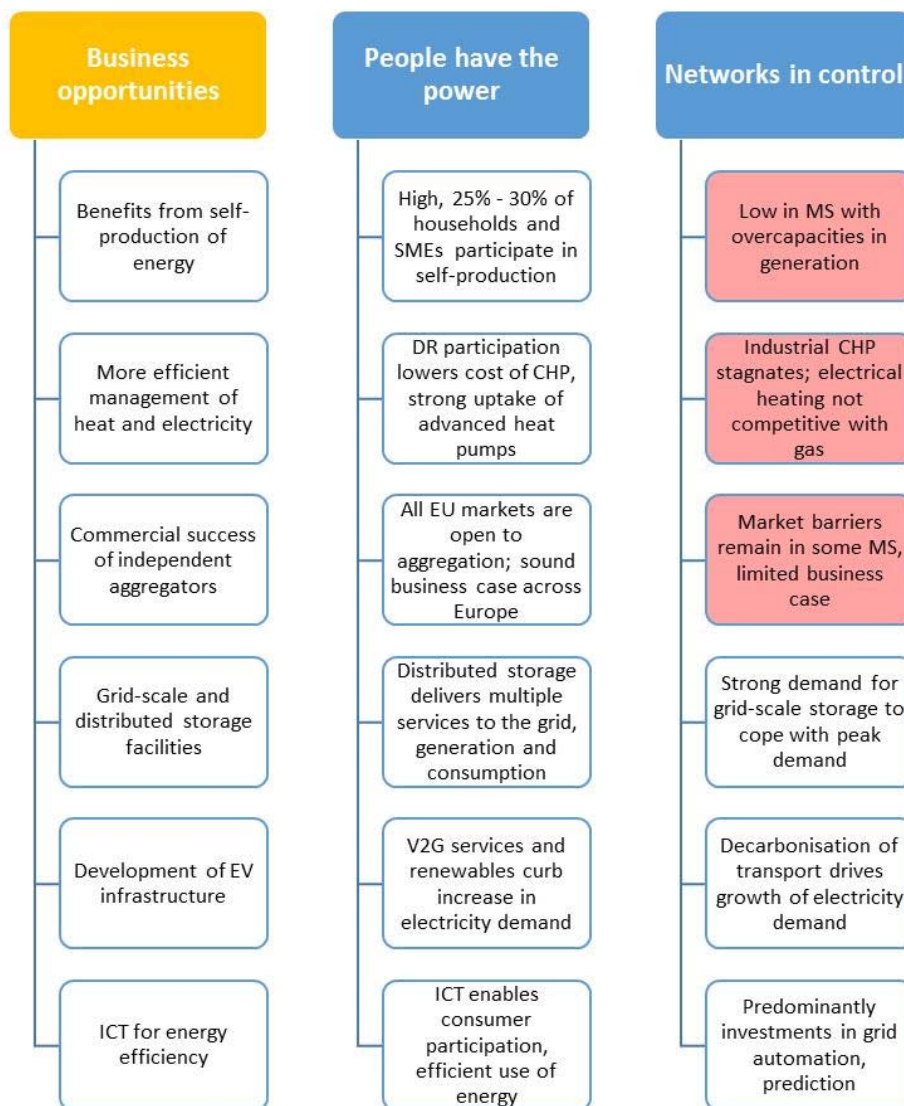 Business
opportunities
Benefits from self-
production of
energy
More efficient
management of
heat and electricity
Commercial success
of independent
aggregators
Grid-scale and
distributed storage
facilities
Development of EV
infrastructure
ICT for energy
efficiency
People have the
power
High, 25% - 30% of
households and
SMEs participate in
self-production
DR participation
lowers cost of CHP,
strong uptake of
advanced heat
pumps
All EU markets are
open to
aggregation; sound
business case across
Europe
Distributed storage
delivers multiple
services to the grid,
generation and
consumption
V2G services and
renewables curb
increase in
electricity demand
ICT enables
consumer
participation,
efficient use of
energy
Networks in control
Low in MS with
overcapacities in
generation
Industrial CHP
stagnates; electrical
heating not
competitive with
gas
Market barriers
remain in some MS,
limited business
case
Strong demand for
grid-scale storage to
cope with peak
demand
Decarbonisation of
transport drives
growth of electricity
demand
Predominantly
investments in grid
automation,
prediction